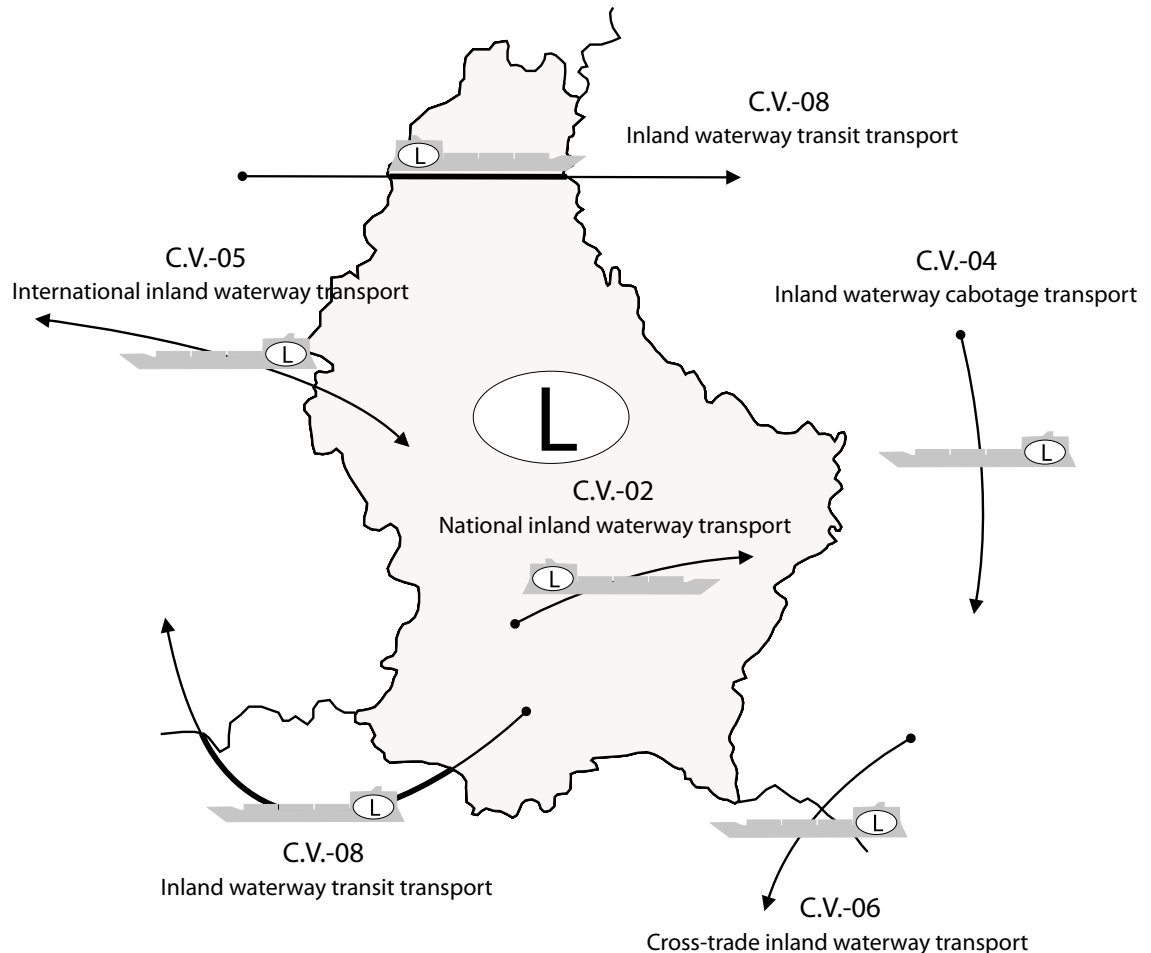 C.V.-08
Inland waterway transit transport
L
C.V.-05
International inland waterway transport
L
C.V.-04
Inland waterway cabotage transport
L
L
C.V.-02
National inland waterway transport
L
L
C.V.-08
Inland waterway transit transport
L
C.V.-06
Cross-trade inland waterway transport